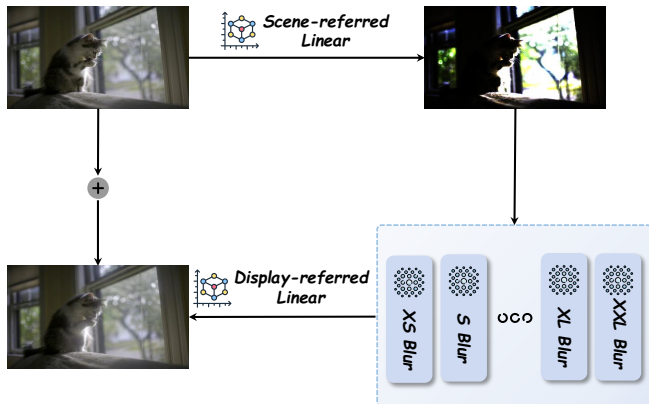 Scene-referred
Linear
+
Display-referred
Linear
XS Blur
S Blur
XL Blur
XXL Blur